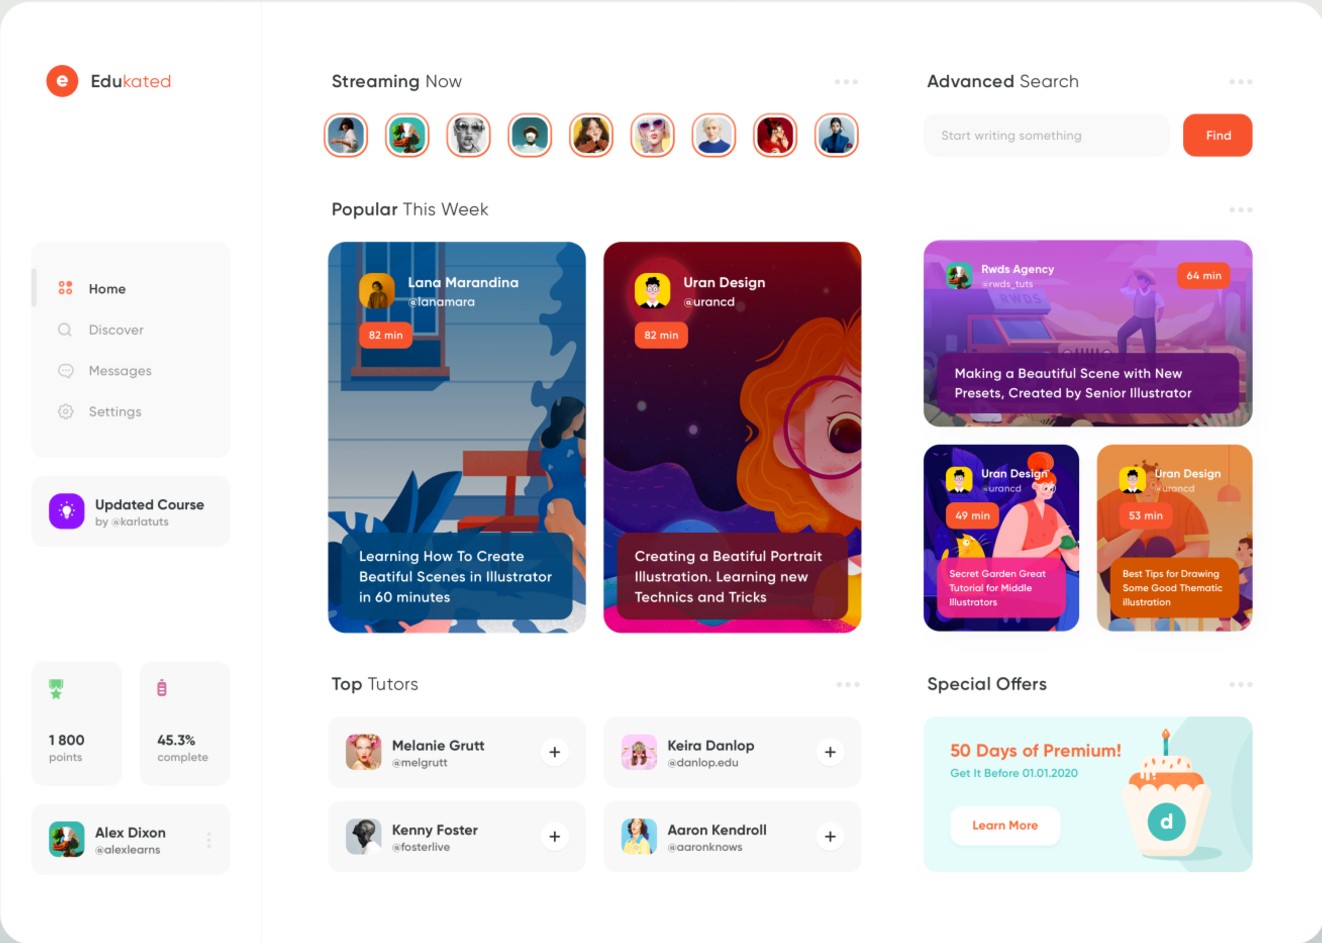 e Edukated
Home
Discover
Messages
Settings
Updated Course
by @karlatuts
1 800
points
45.3%
complete
Alex Dixon
@alexlearns
Streaming Now
Advanced Search
Start writing something
Find
Popular This Week
Lana Marandina
@lanamara
82 min
Learning How To Create
Beatiful Scenes in Illustrator
in 60 minutes
Uran Design
@urancd
82 min
Creating a Beatiful Portrait
Illustration. Learning new
Technics and Tricks
Rwds Agency
@rwds_tuts
64 min
RWDS
Making a Beautiful Scene with New
Presets, Created by Senior Illustrator
Uran Design
@urancd
49 min
Secret Garden Great
Tutorial for Middle
Illustrators
Uran Design
@urancd
53 min
Best Tips for Drawing
Some Good Thematic
illustration
Top Tutors
Melanie Grutt
@melgrutt
+
Keira Danlop
@danlop.edu
+
Kenny Foster
@fosterlive
+
Aaron Kendroll
@aaronknows
+
Special Offers
50 Days of Premium!
Get It Before 01.01.2020
Learn More
d